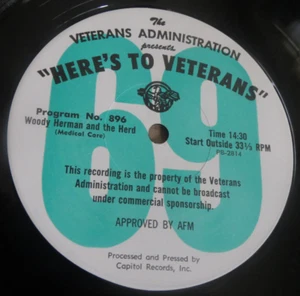 The
VETERANS ADMINISTRATION
presents
"HERE'S TO VETERANS"
Program No. 896
Woody Herman and the Herd
(Medical Care)
Time 14:30
Start Outside 33⅓ RPM
69
This recording is the property of the Veterans
Administration and cannot be broadcast
under commercial sponsorship.
APPROVED BY AFM
Processed and Pressed by
Capitol Records, Inc.